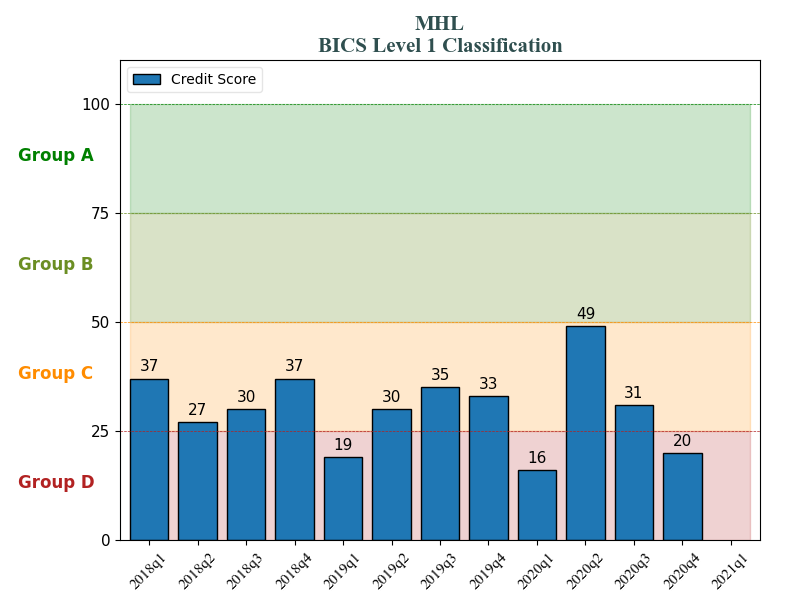 MHL
BICS Level 1 Classification
Credit Score
100
Group A
75
Group B
50
49
37
37
Group C
35
33
31
30
30
27
25
20
19
16
Group D
0
2018q1 2018q2 2018q3 2018q4 2019q1 2019q2 2019q3 2019q4 2020q1 2020q2 2020q3 2020q4 2021q1